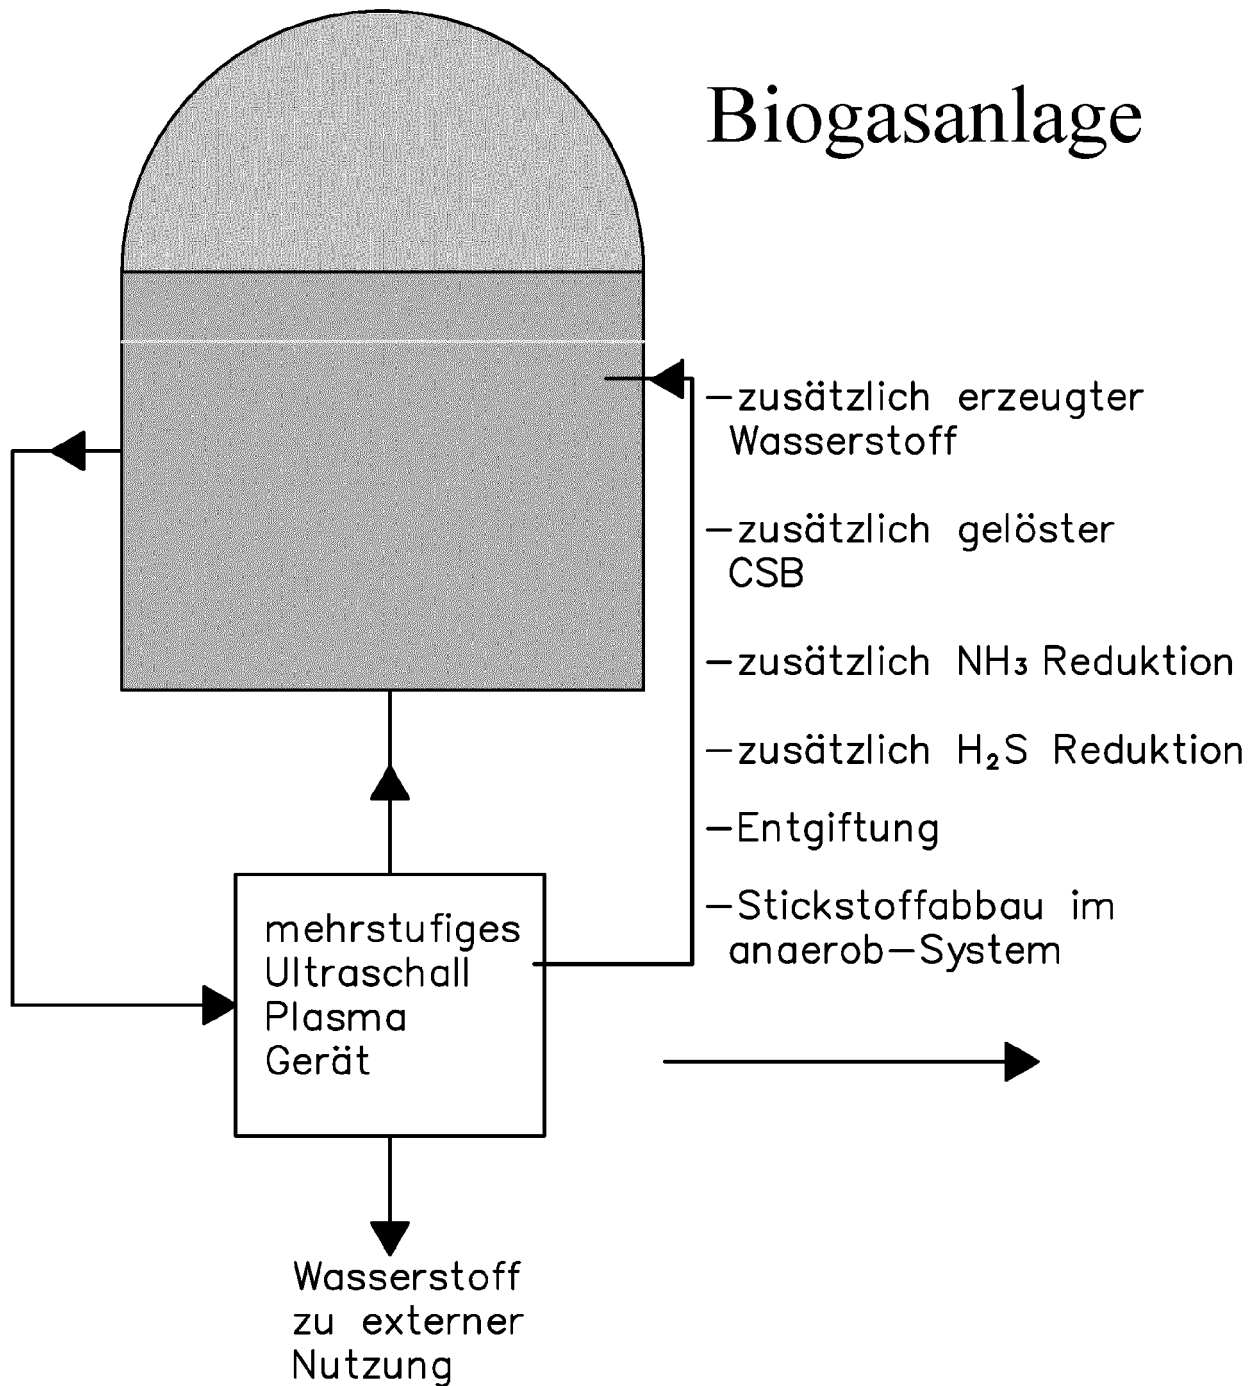 Biogasanlage
–zusätzlich erzeugter
Wasserstoff
–zusätzlich gelöster
CSB
–zusätzlich NH₃ Reduktion
–zusätzlich H₂S Reduktion
–Entgiftung
–Stickstoffabbau im
anaerob–System
mehrstufiges
Ultraschall
Plasma
Gerät
Wasserstoff
zu externer
Nutzung